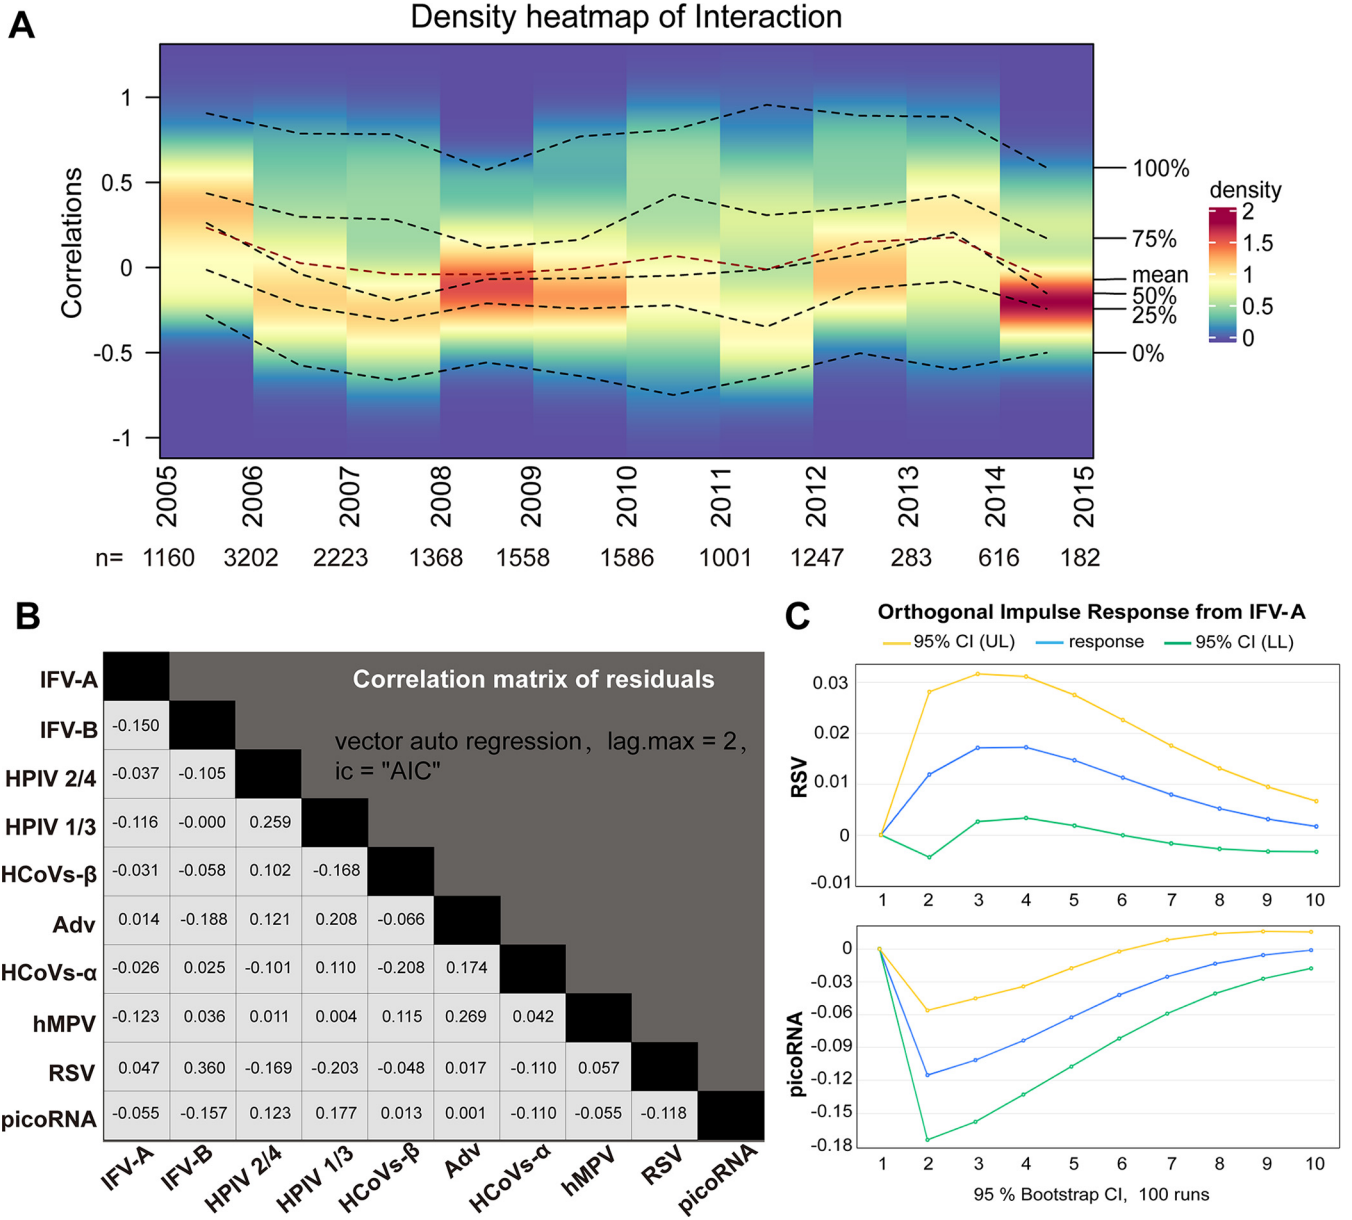 A
Density heatmap of Interaction
Correlations
1
0.5
0
-0.5
-1
100%
75%
mean
50%
25%
0%
density
2
1.5
1
0.5
0
2005 2006 2007 2008 2009 2010 2011 2012 2013 2014 2015
n= 1160 3202 2223 1368 1558 1586 1001 1247 283 616 182
B
Correlation matrix of residuals
vector auto regression, lag.max = 2,
ic = "AIC"
IFV-A
IFV-B -0.150
HPIV 2/4 -0.037 -0.105
HPIV 1/3 -0.116 -0.000 0.259
HCoVs-β -0.031 -0.058 0.102 -0.168
Adv 0.014 -0.188 0.121 0.208 -0.066
HCoVs-α -0.026 0.025 -0.101 0.110 -0.208 0.174
hMPV -0.123 0.036 0.011 0.004 0.115 0.269 0.042
RSV 0.047 0.360 -0.169 -0.203 -0.048 0.017 -0.110 0.057
picoRNA -0.055 -0.157 0.123 0.177 0.013 0.001 -0.110 -0.055 -0.118
IFV-A IFV-B HPIV 2/4 HPIV 1/3 HCoVs-β Adv HCoVs-α hMPV RSV picoRNA
C
Orthogonal Impulse Response from IFV-A
95% CI (UL) response 95% CI (LL)
RSV
0.03
0.02
0.01
0
-0.01
1 2 3 4 5 6 7 8 9 10
picoRNA
0
-0.03
-0.06
-0.09
-0.12
-0.15
-0.18
1 2 3 4 5 6 7 8 9 10
95 % Bootstrap CI, 100 runs